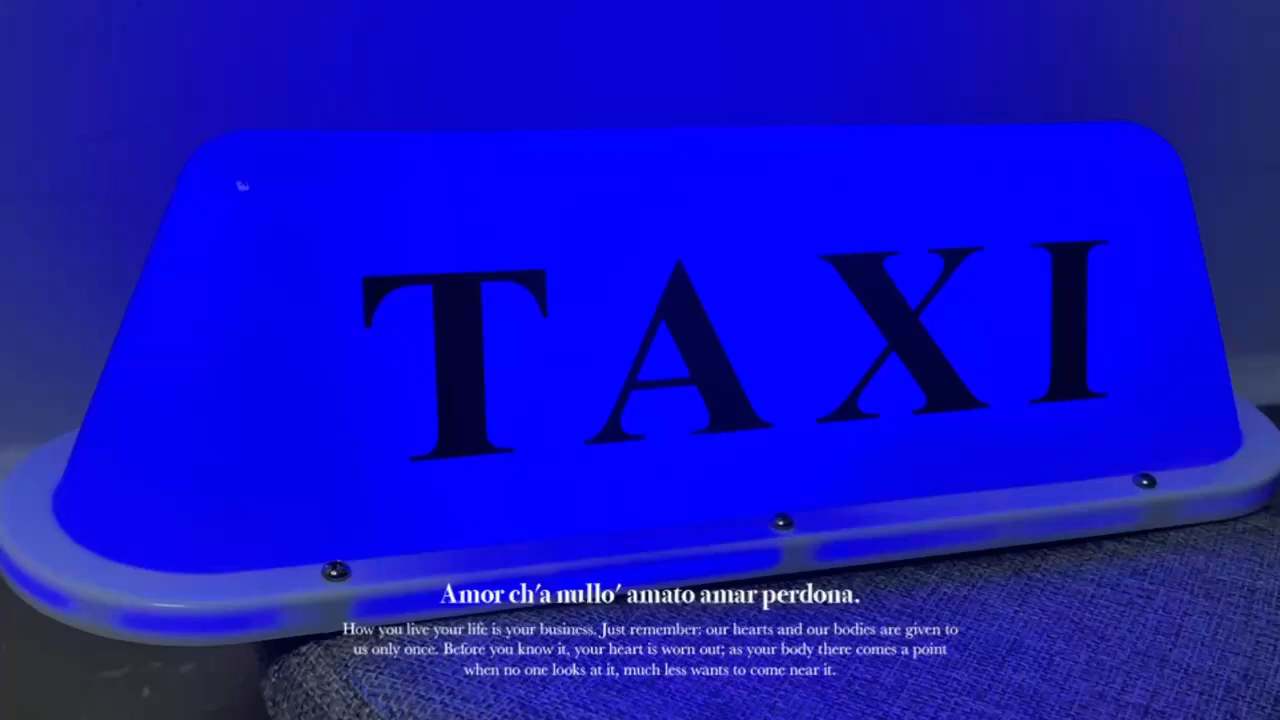 TAXI
Amor ch'a nullo' amato amar perdona.
How you live your life is your business. Just remember: our hearts and our bodies are given to
us only once. Before you know it, your heart is worn out; as your body there comes a point
when no one looks at it, much less wants to come near it.